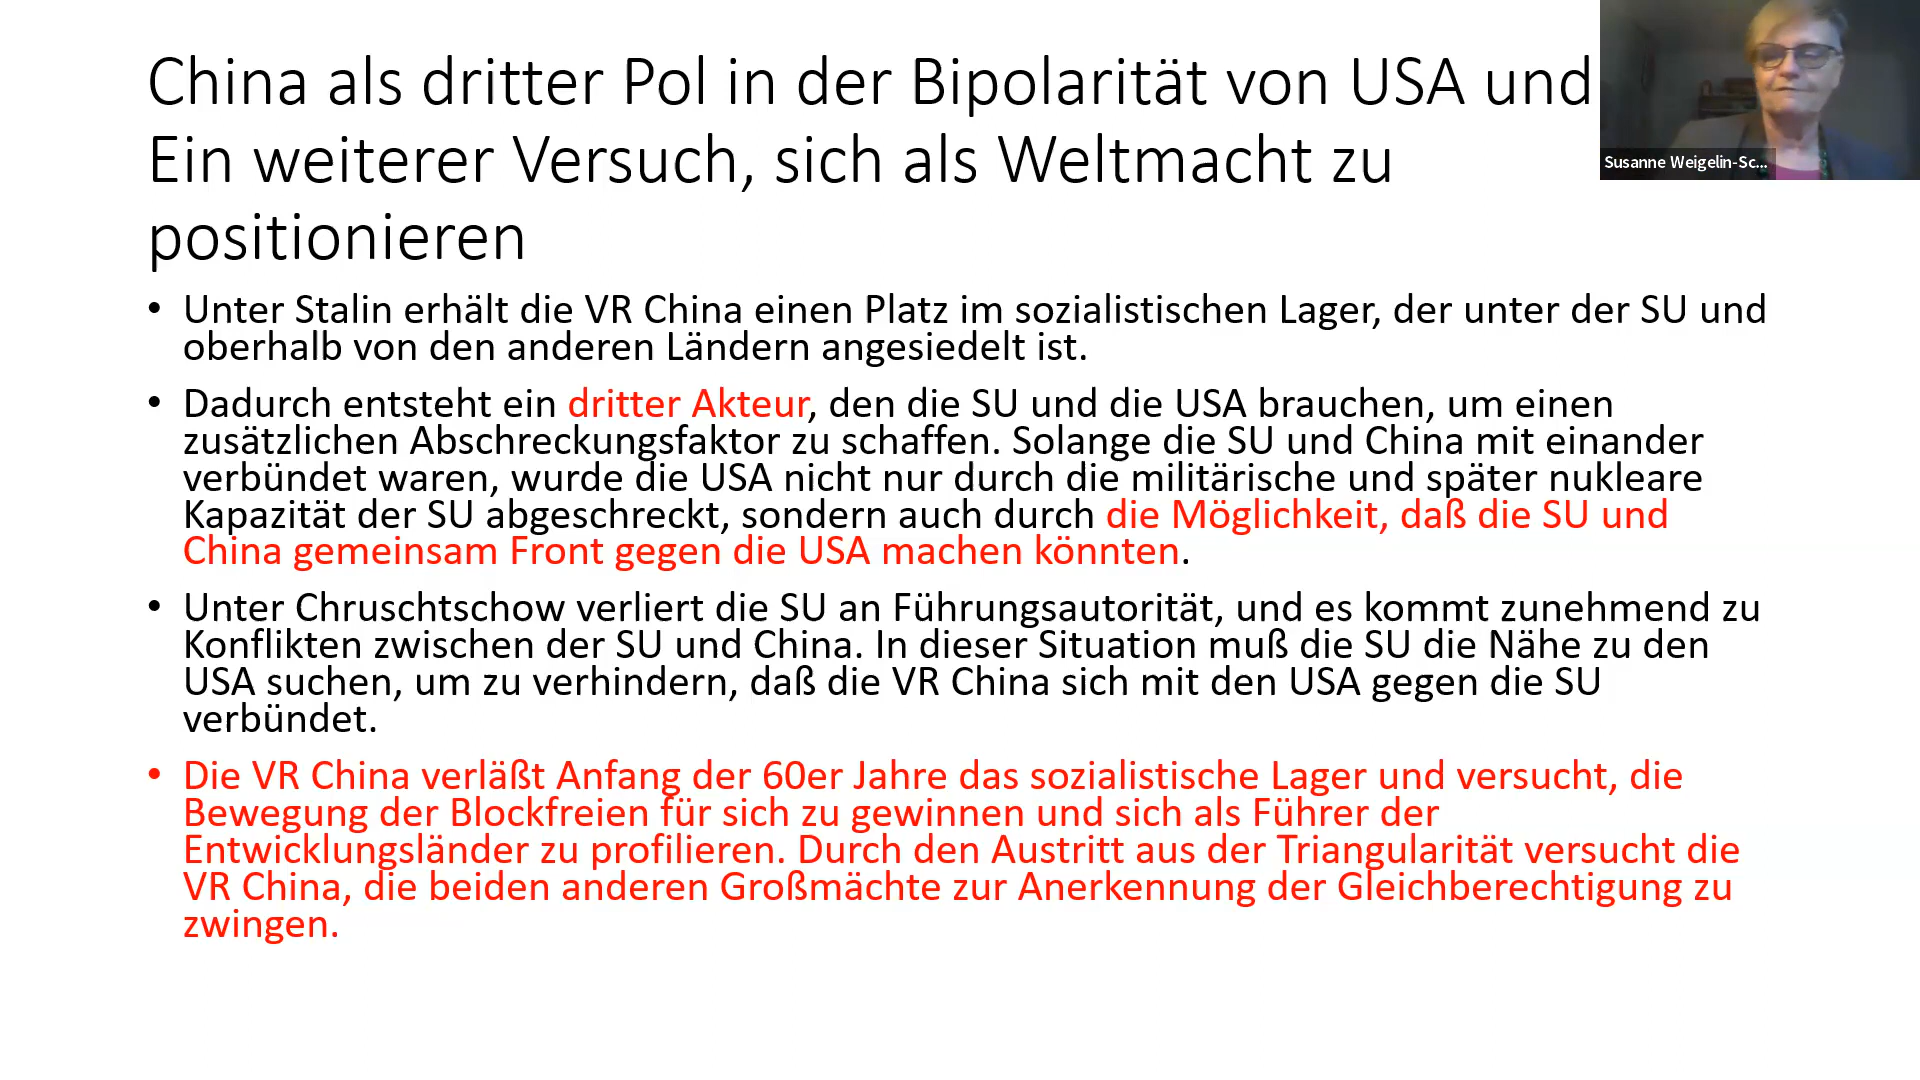 China als dritter Pol in der Bipolarität von USA und
Ein weiterer Versuch, sich als Weltmacht zu
positionieren
Susanne Weigelin-Sc...
• Unter Stalin erhält die VR China einen Platz im sozialistischen Lager, der unter der SU und
oberhalb von den anderen Ländern angesiedelt ist.
• Dadurch entsteht ein dritter Akteur, den die SU und die USA brauchen, um einen
zusätzlichen Abschreckungsfaktor zu schaffen. Solange die SU und China mit einander
verbündet waren, wurde die USA nicht nur durch die militärische und später nukleare
Kapazität der SU abgeschreckt, sondern auch durch die Möglichkeit, daß die SU und
China gemeinsam Front gegen die USA machen könnten.
• Unter Chruschtschow verliert die SU an Führungsautorität, und es kommt zunehmend zu
Konflikten zwischen der SU und China. In dieser Situation muß die SU die Nähe zu den
USA suchen, um zu verhindern, daß die VR China sich mit den USA gegen die SU
verbündet.
• Die VR China verläßt Anfang der 60er Jahre das sozialistische Lager und versucht, die
Bewegung der Blockfreien für sich zu gewinnen und sich als Führer der
Entwicklungsländer zu profilieren. Durch den Austritt aus der Triangularität versucht die
VR China, die beiden anderen Großmächte zur Anerkennung der Gleichberechtigung zu
zwingen.